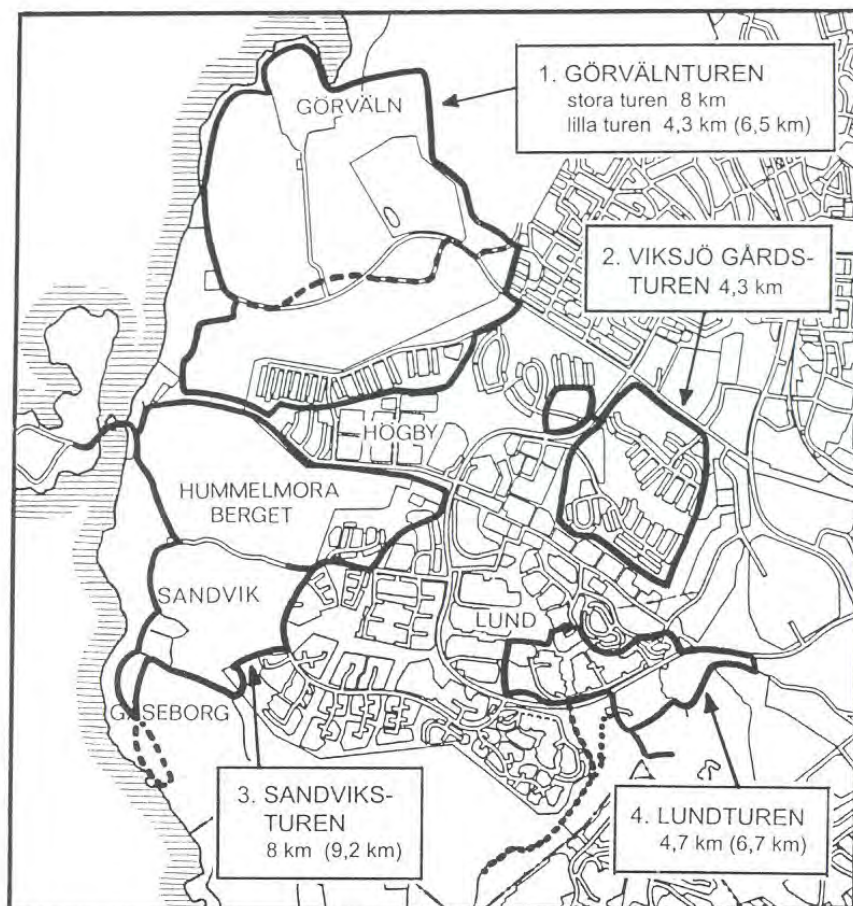 1. GÖRVÄLNTUREN
stora turen 8 km
lilla turen 4,3 km (6,5 km)
GÖRVÄLN
2. VIKSJÖ GÅRDS-
TUREN 4,3 km
HÖGBY
HUMMELMORA
BERGET
SANDVIK
LUND
GÅSEBORG
3. SANDVIKS-
TUREN
8 km (9,2 km)
4. LUNDTUREN
4,7 km (6,7 km)